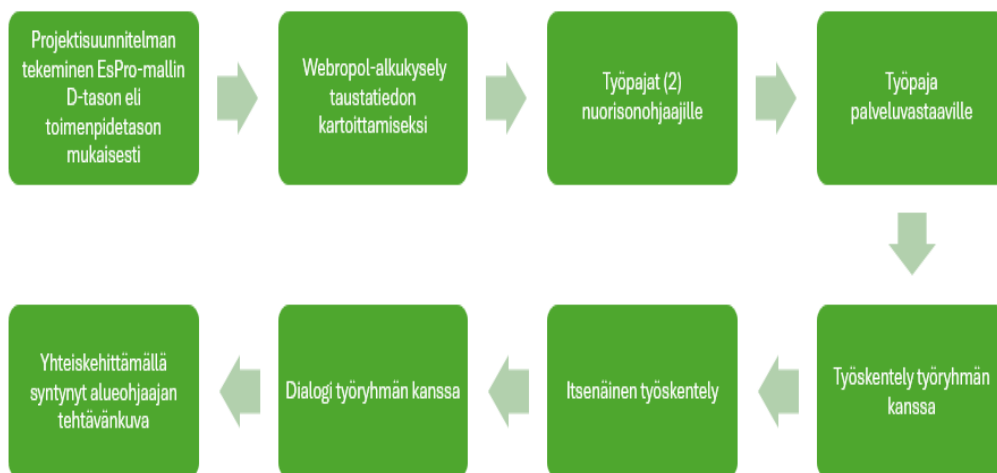 Projektisuunnitelman
tekeminen EsPro-mallin
D-tason eli
toimenpidetason
mukaisesti
Webropol-alkukysely
taustatiedon
kartoittamiseksi
Työpajat (2)
nuorisonohjaajille
Työpaja
palveluvastaaville
Työskentely työryhmän
kanssa
Itsenäinen työskentely
Dialogi työryhmän kanssa
Yhteiskehittämällä
syntynyt alueohjaajan
tehtävänkuva